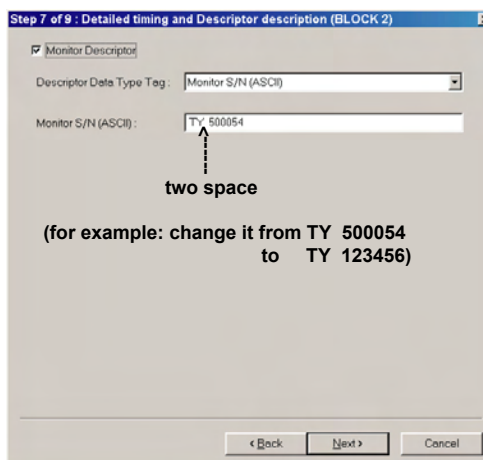 Step 7 of 9 : Detailed timing and Descriptor description (BLOCK 2)
Monitor Descriptor
Descriptor Data Type Tag : Monitor S/N (ASCII)
Monitor S/N (ASCII) : TY  500054
two space
(for example: change it from TY  500054
to TY  123456)
< Back Next > Cancel